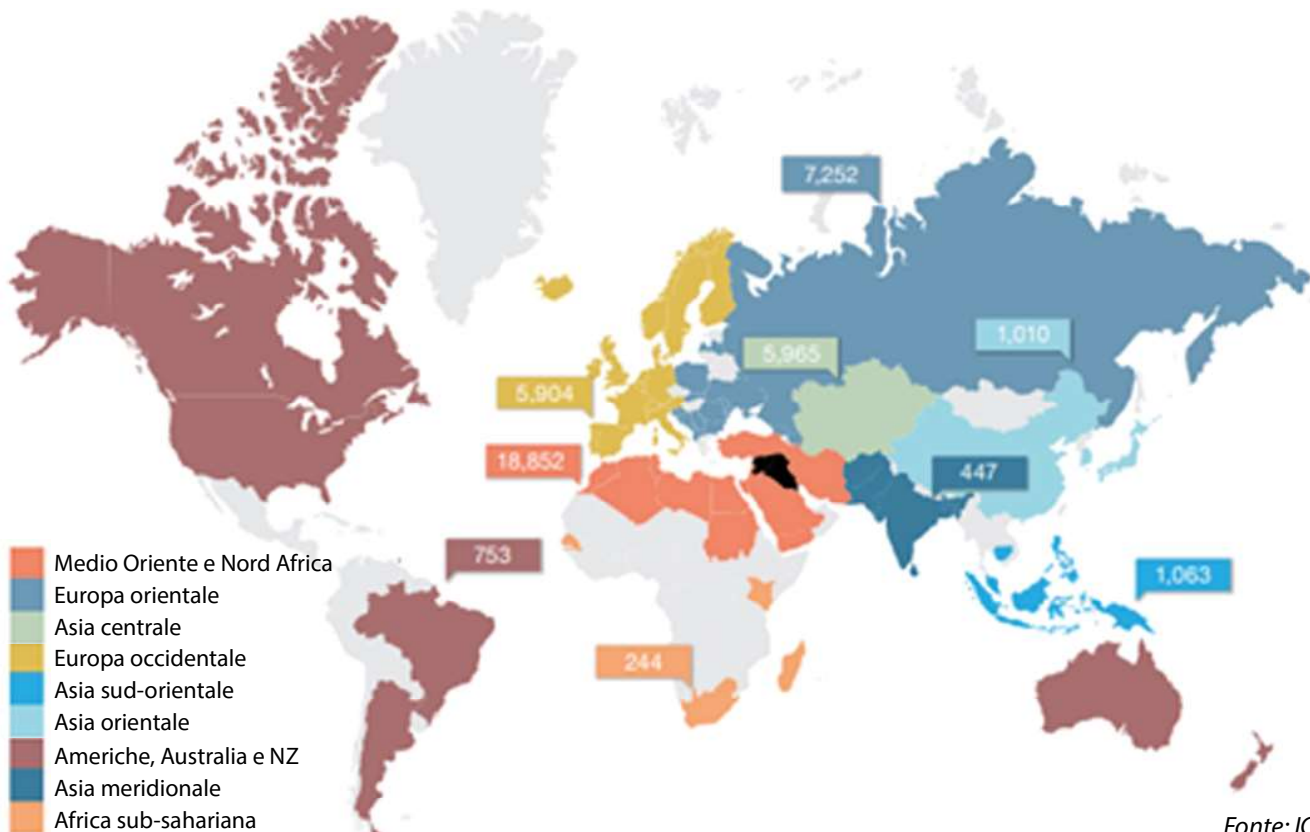 7,252
1,010
5,965
5,904
18,852
447
753
1,063
244
Medio Oriente e Nord Africa
Europa orientale
Asia centrale
Europa occidentale
Asia sud-orientale
Asia orientale
Americhe, Australia e NZ
Asia meridionale
Africa sub-sahariana
Fonte: